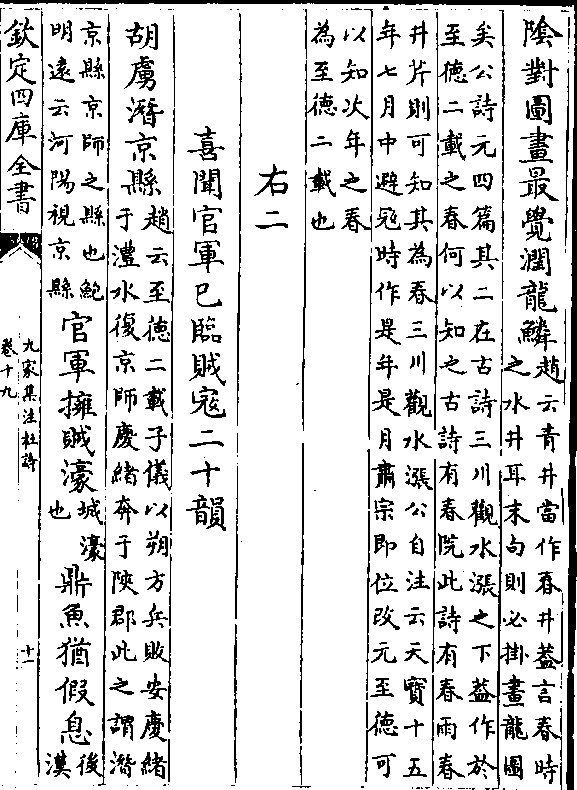 陰對圖畫最覺潤龍鱗趙云青井當作春井葢言春時
之水井耳末句則必掛畫龍圖
矣公詩元四篇其二在古詩三川觀水漲之下葢作於
至德二載之春何以知之古詩有春院此詩有春雨春
井芹則可知其為春三川觀水漲公自注云天寶十五
年七月中避寇時作是年是月肅宗即位改元至德可
以知次年之春
為至德二載也
右二
喜聞官軍已臨賊寇二十韻
胡虜潛京縣趙云至德二載子儀以朔方兵敗安慶緒
于灃水復京師慶緒奔于陝郡此之謂潛
京縣京師之縣也鮑
明遠云河陽視京縣
官軍擁賊濠城濠
也
鼎魚猶假息後
漢
欽定四庫全書
九家集注杜詩
卷十九
十一